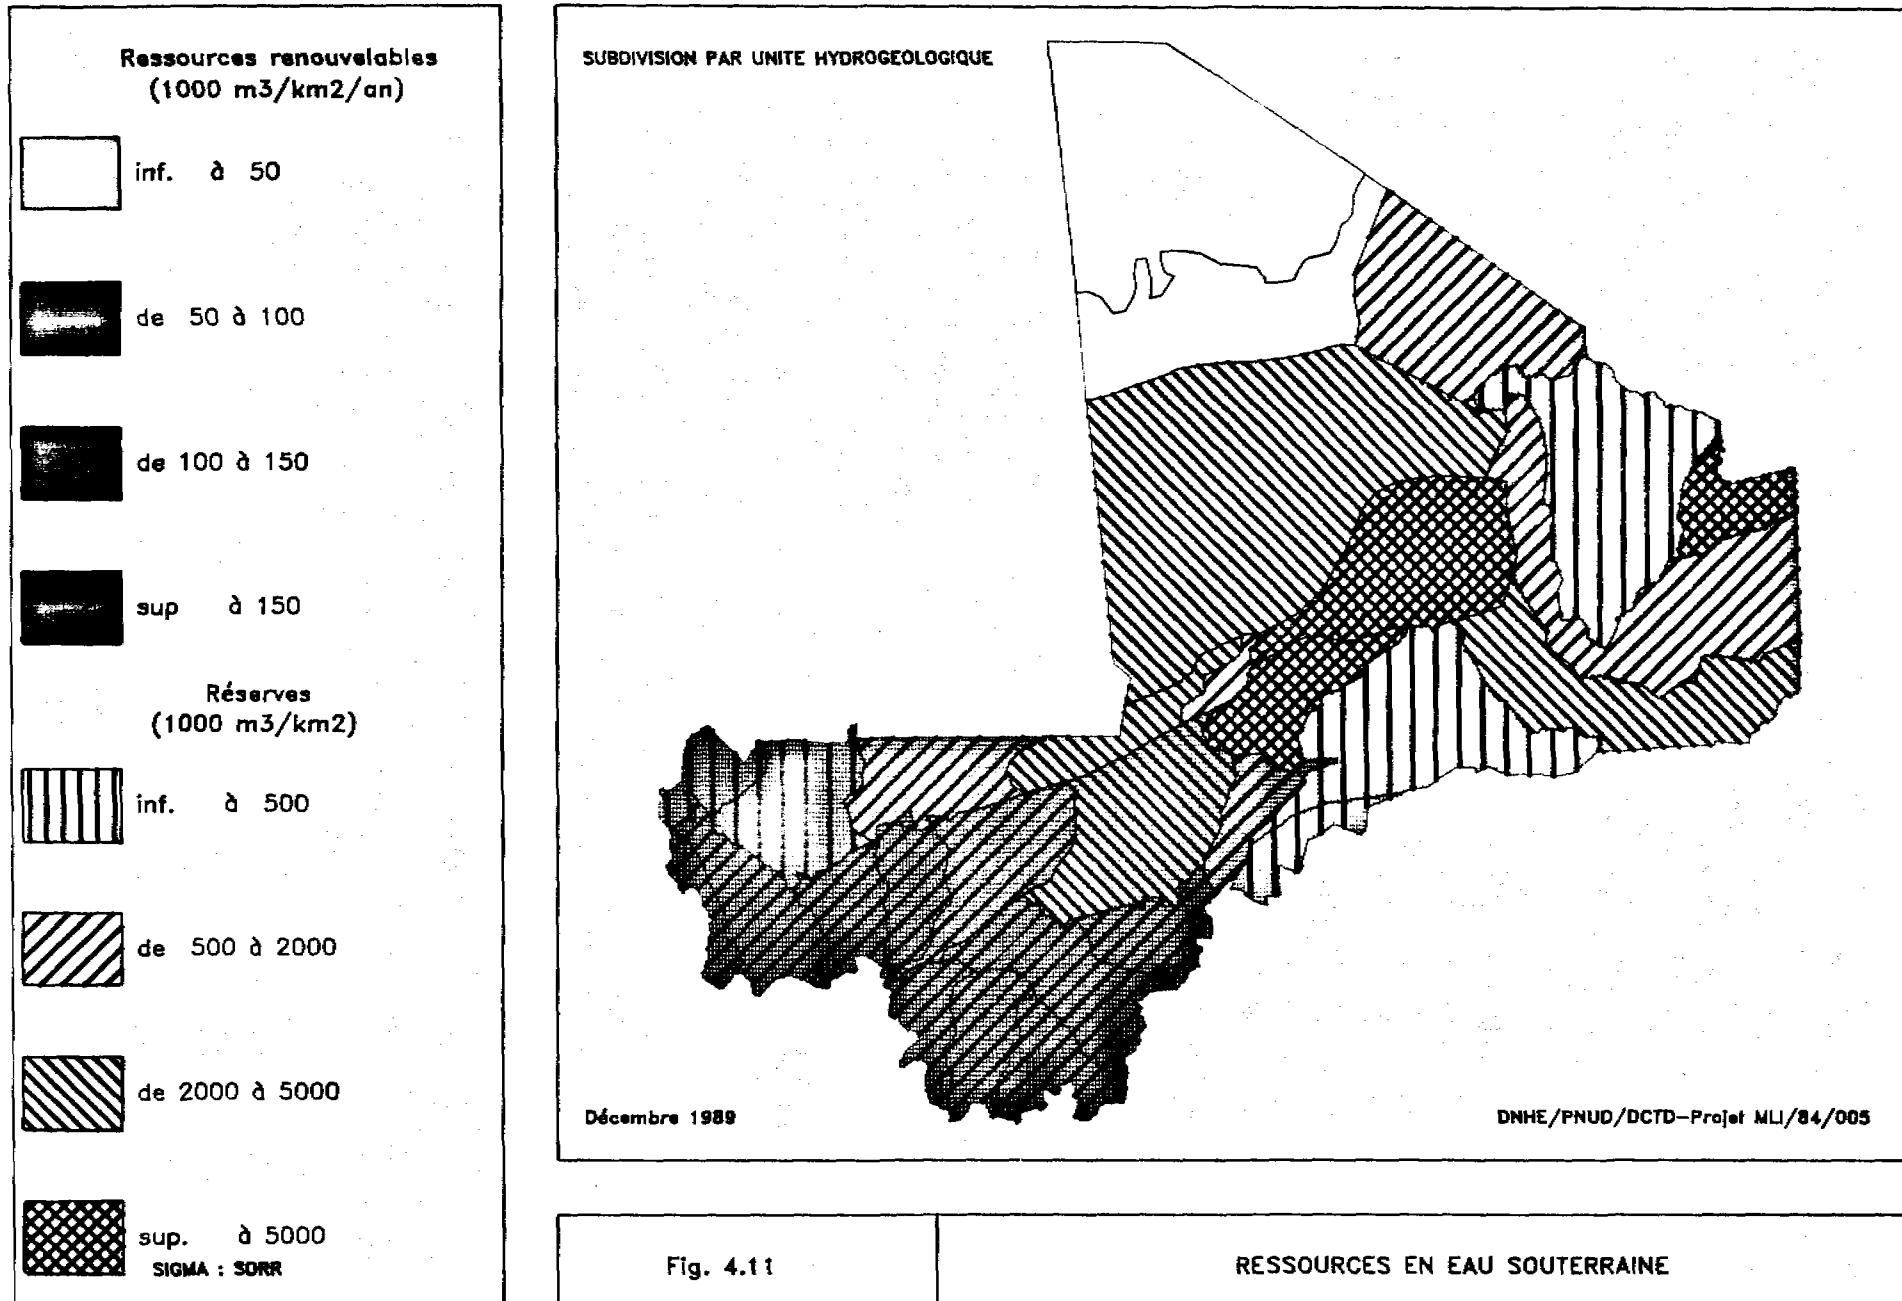 Ressources renouvelables
(1000 m3/km2/an)
inf. à 50
de 50 à 100
de 100 à 150
sup à 150
Réserves
(1000 m3/km2)
inf. à 500
de 500 à 2000
de 2000 à 5000
sup. à 5000
SIGMA : SDRR
SUBDIVISION PAR UNITE HYDROGEOLOGIQUE
Décembre 1989
DNHE/PNUD/DCTD-Projet MLI/84/005
Fig. 4.11
RESSOURCES EN EAU SOUTERRAINE